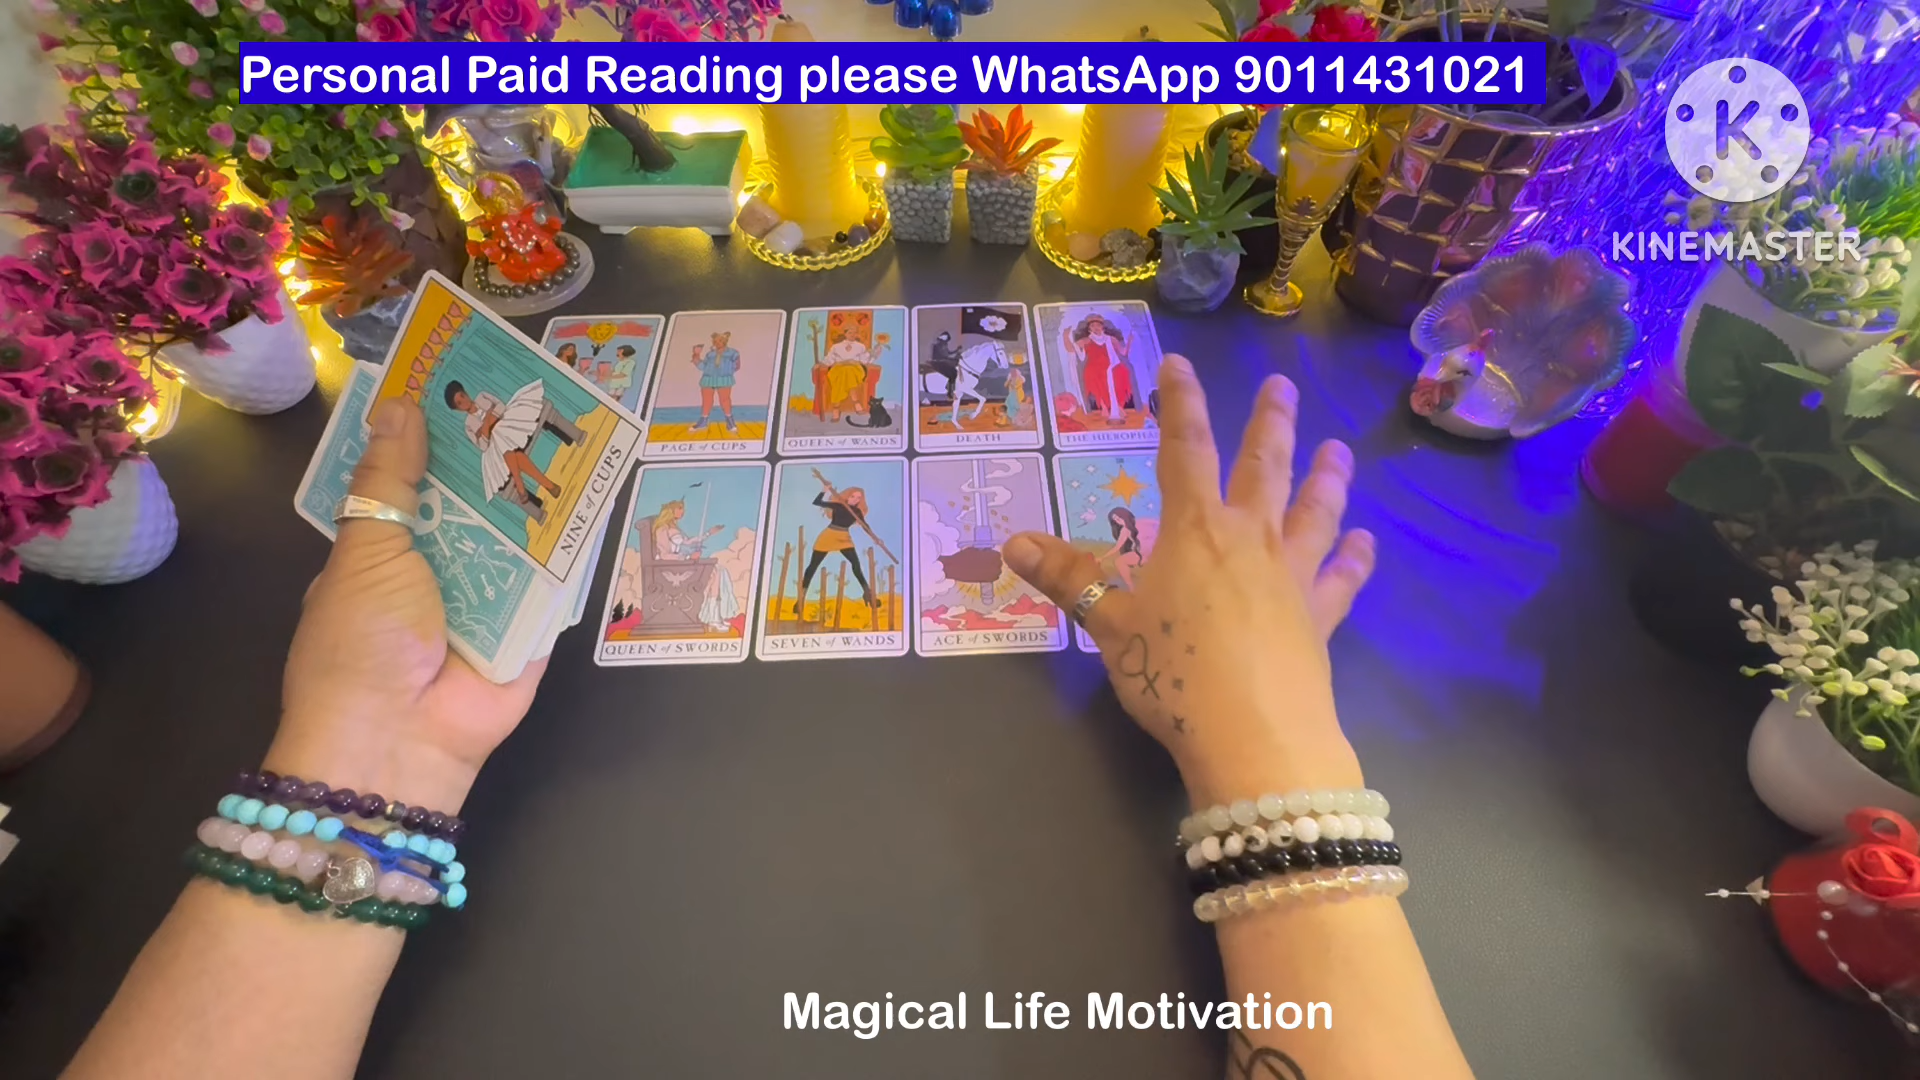 Personal Paid Reading please WhatsApp 9011431021
K
KINEMASTER
PAGE of CUPS
QUEEN of WANDS
DEATH
THE HIEROPHA
NINE of CUPS
QUEEN of SWORDS
SEVEN of WANDS
ACE of SWORDS
Magical Life Motivation